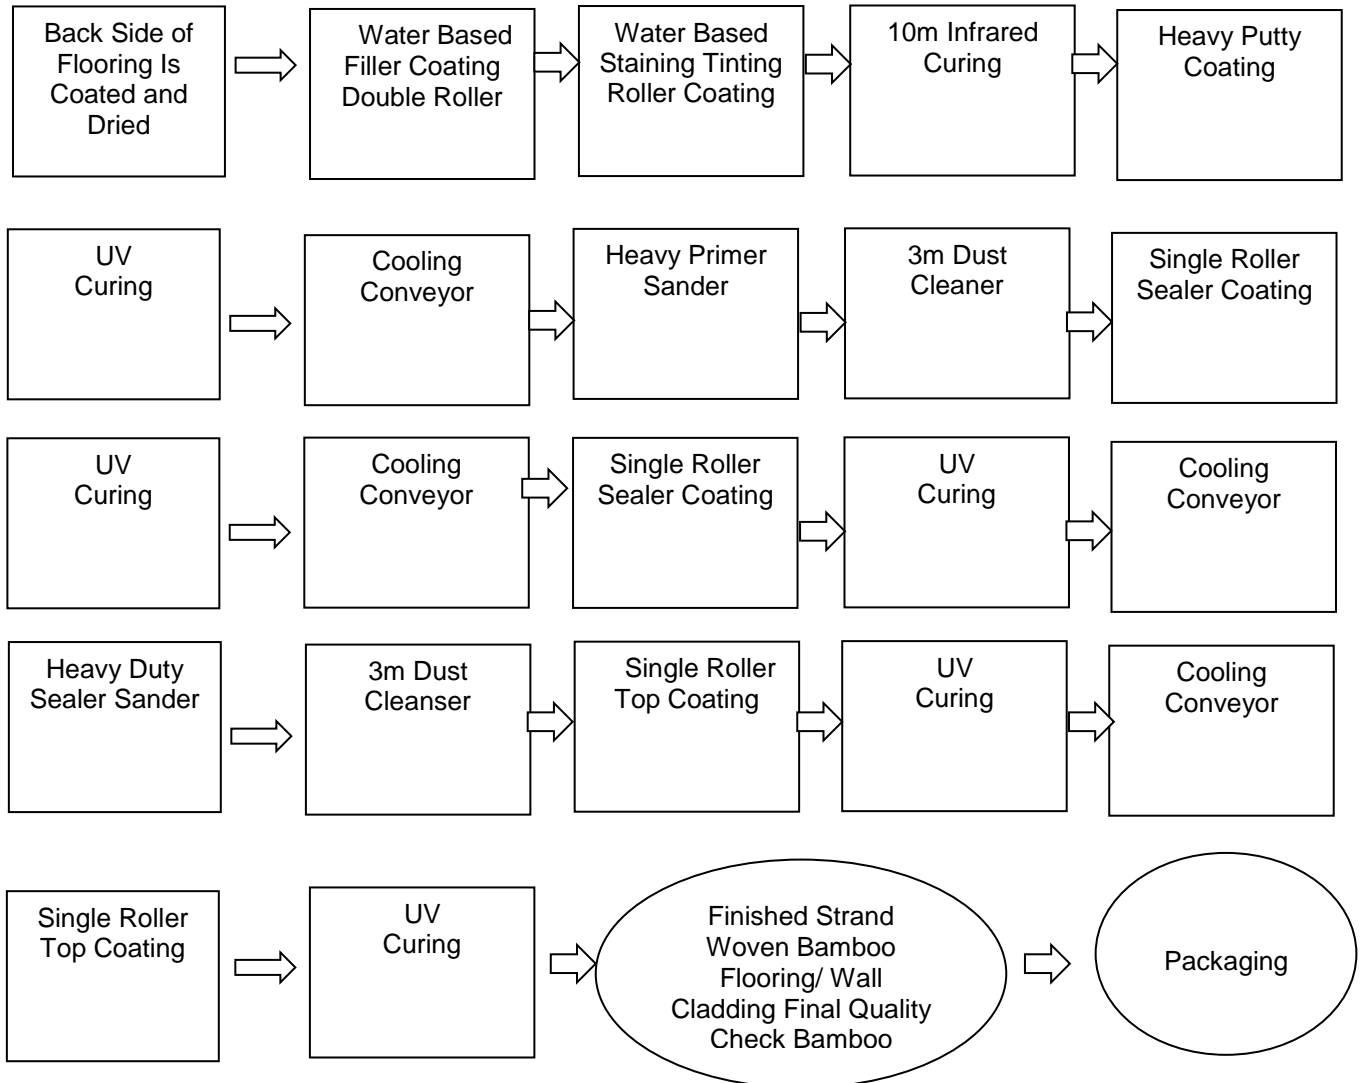 Back Side of
Flooring Is
Coated and
Dried
Water Based
Filler Coating
Double Roller
Water Based
Staining Tinting
Roller Coating
10m Infrared
Curing
Heavy Putty
Coating
UV
Curing
Cooling
Conveyor
Heavy Primer
Sander
3m Dust
Cleaner
Single Roller
Sealer Coating
UV
Curing
Cooling
Conveyor
Single Roller
Sealer Coating
UV
Curing
Cooling
Conveyor
Heavy Duty
Sealer Sander
3m Dust
Cleanser
Single Roller
Top Coating
UV
Curing
Cooling
Conveyor
Single Roller
Top Coating
UV
Curing
Finished Strand
Woven Bamboo
Flooring/ Wall
Cladding Final Quality
Check Bamboo
Packaging